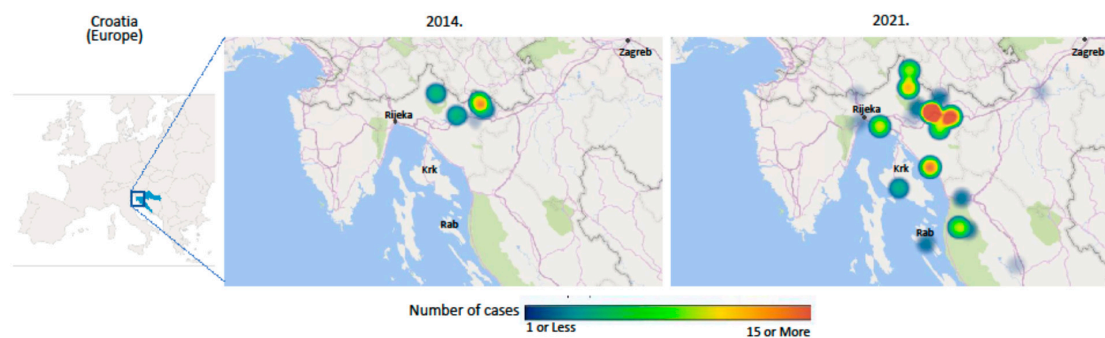 Croatia
(Europe)
2014.
2021.
Zagreb
Rijeka
Krk
Rab
Zagreb
Rijeka
Krk
Rab
Number of cases
1 or Less
15 or More